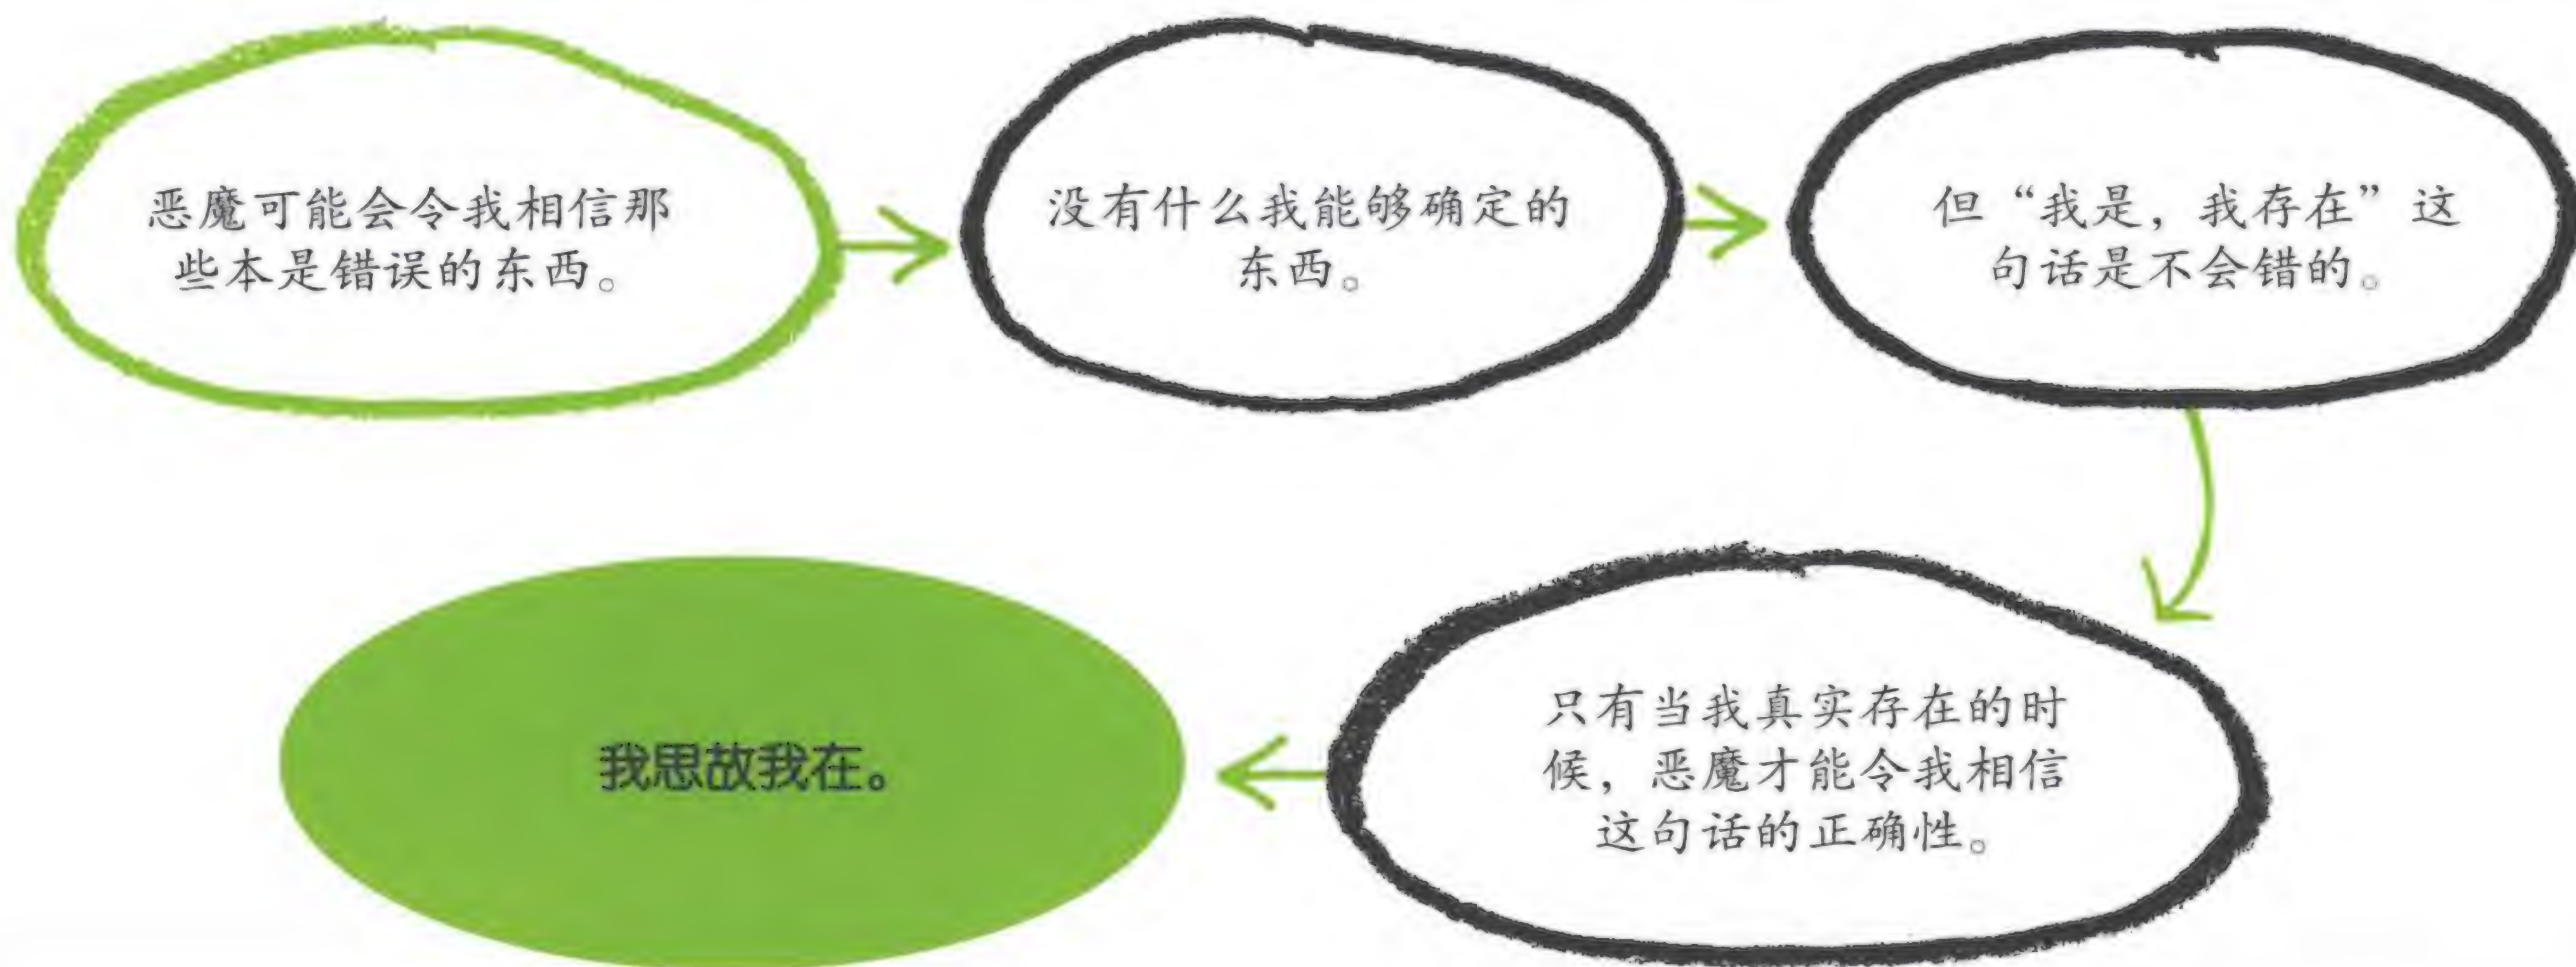 恶魔可能会令我相信那
些本是错误的东西。
没有什么我能够确定的
东西。
但“我是，我存在”这
句话是不会错的。
只有当我真实存在的时
候，恶魔才能令我相信
这句话的正确性。
我思故我在。